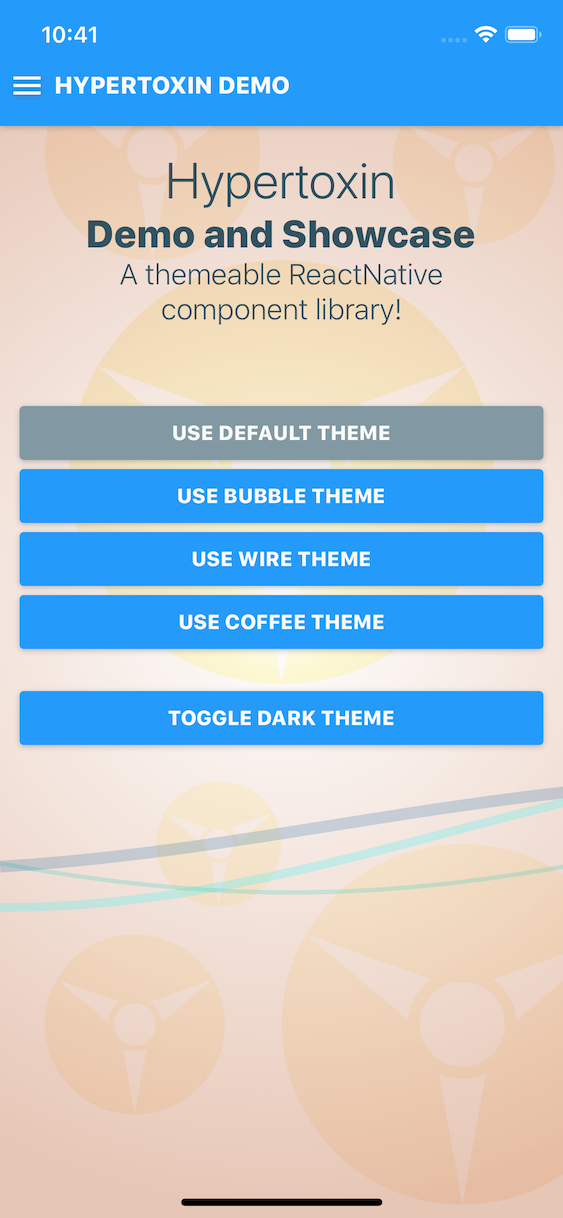 10:41
HYPERTOXIN DEMO
Hypertoxin
Demo and Showcase
A themeable ReactNative
component library!
USE DEFAULT THEME
USE BUBBLE THEME
USE WIRE THEME
USE COFFEE THEME
TOGGLE DARK THEME